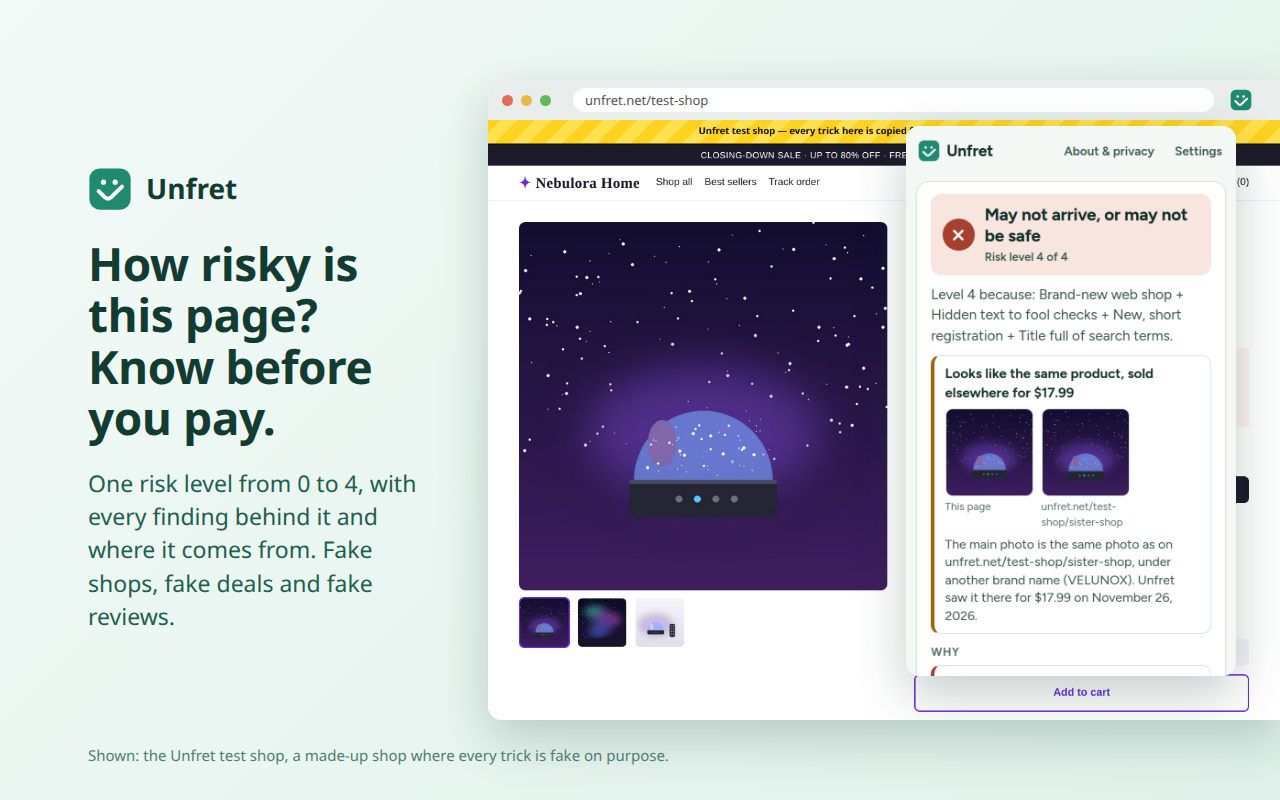 Unfret
How risky is
this page?
Know before
you pay.
One risk level from 0 to 4, with
every finding behind it and
where it comes from. Fake
shops, fake deals and fake
reviews.
unfret.net/test-shop
Unfret test shop — every trick here is copied
CLOSING-DOWN SALE · UP TO 80% OFF · FRE
Nebulora Home
Shop all
Best sellers
Track order
(0)
Unfret
About & privacy
Settings
May not arrive, or may not
be safe
Risk level 4 of 4
Level 4 because: Brand-new web shop +
Hidden text to fool checks + New, short
registration + Title full of search terms.
Looks like the same product, sold
elsewhere for $17.99
This page
unfret.net/test-
shop/sister-shop
The main photo is the same photo as on
unfret.net/test-shop/sister-shop, under
another brand name (VELUNOX). Unfret
saw it there for $17.99 on November 26,
2026.
WHY
Add to cart
Shown: the Unfret test shop, a made-up shop where every trick is fake on purpose.